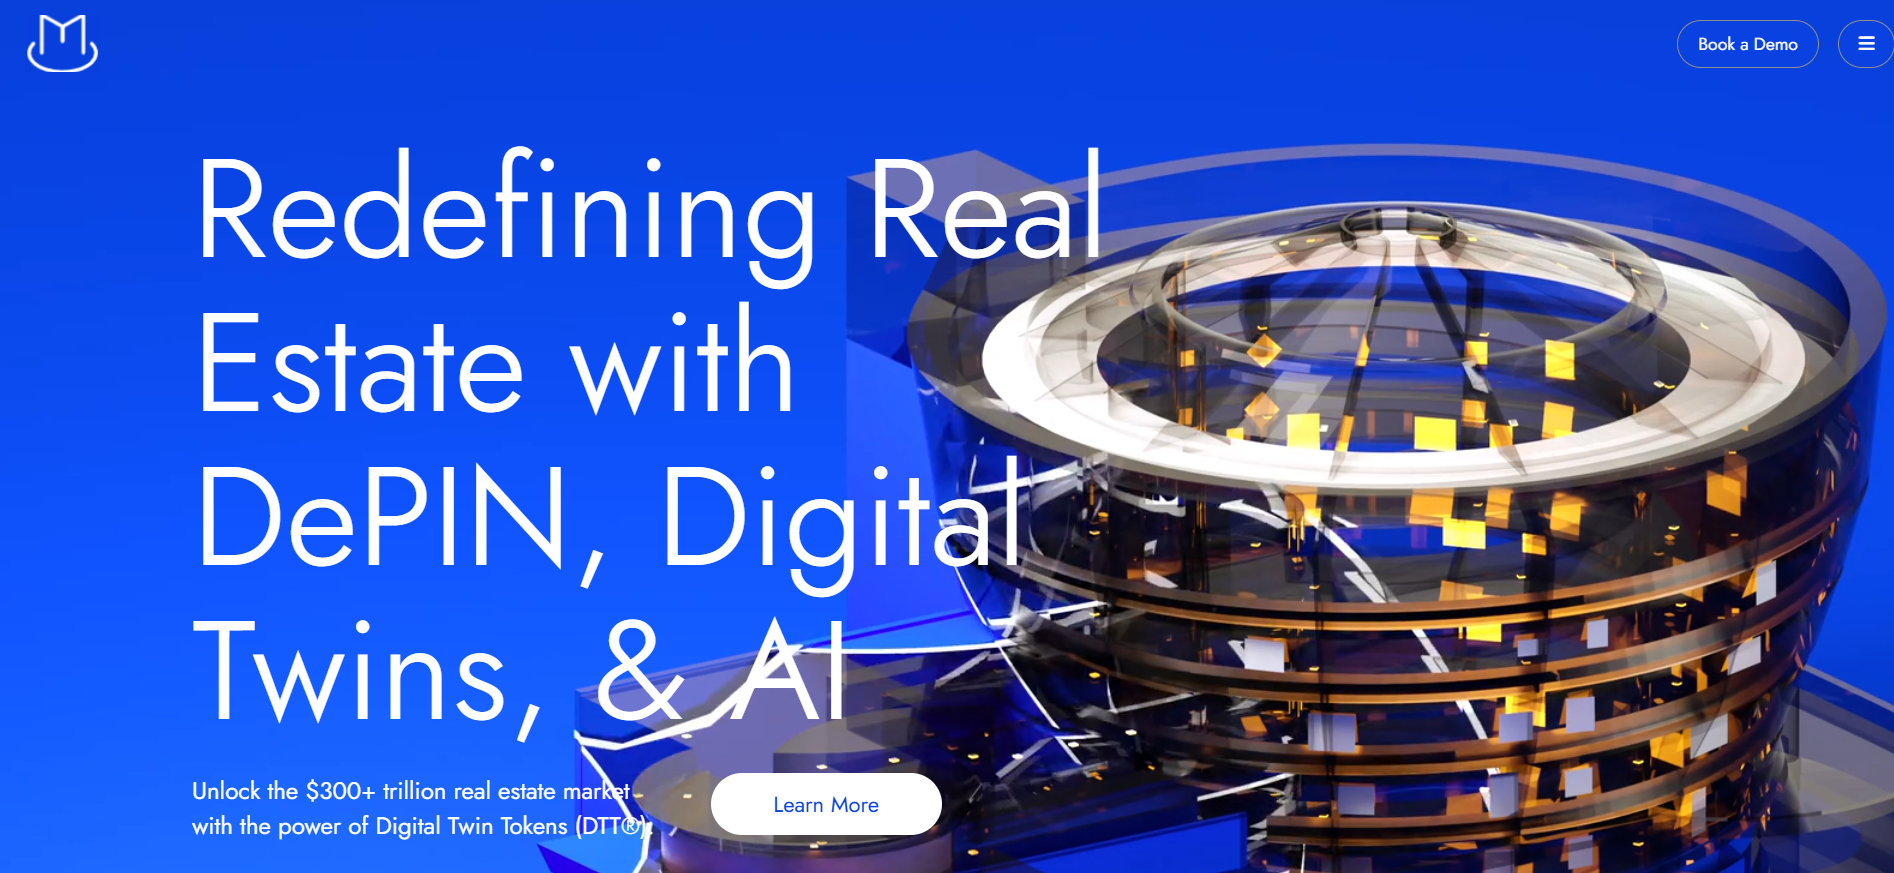 Book a Demo
Redefining Real
Estate with
DePIN, Digital
Twins, & AI
Unlock the $300+ trillion real estate market
with the power of Digital Twin Tokens (DTT®).
Learn More